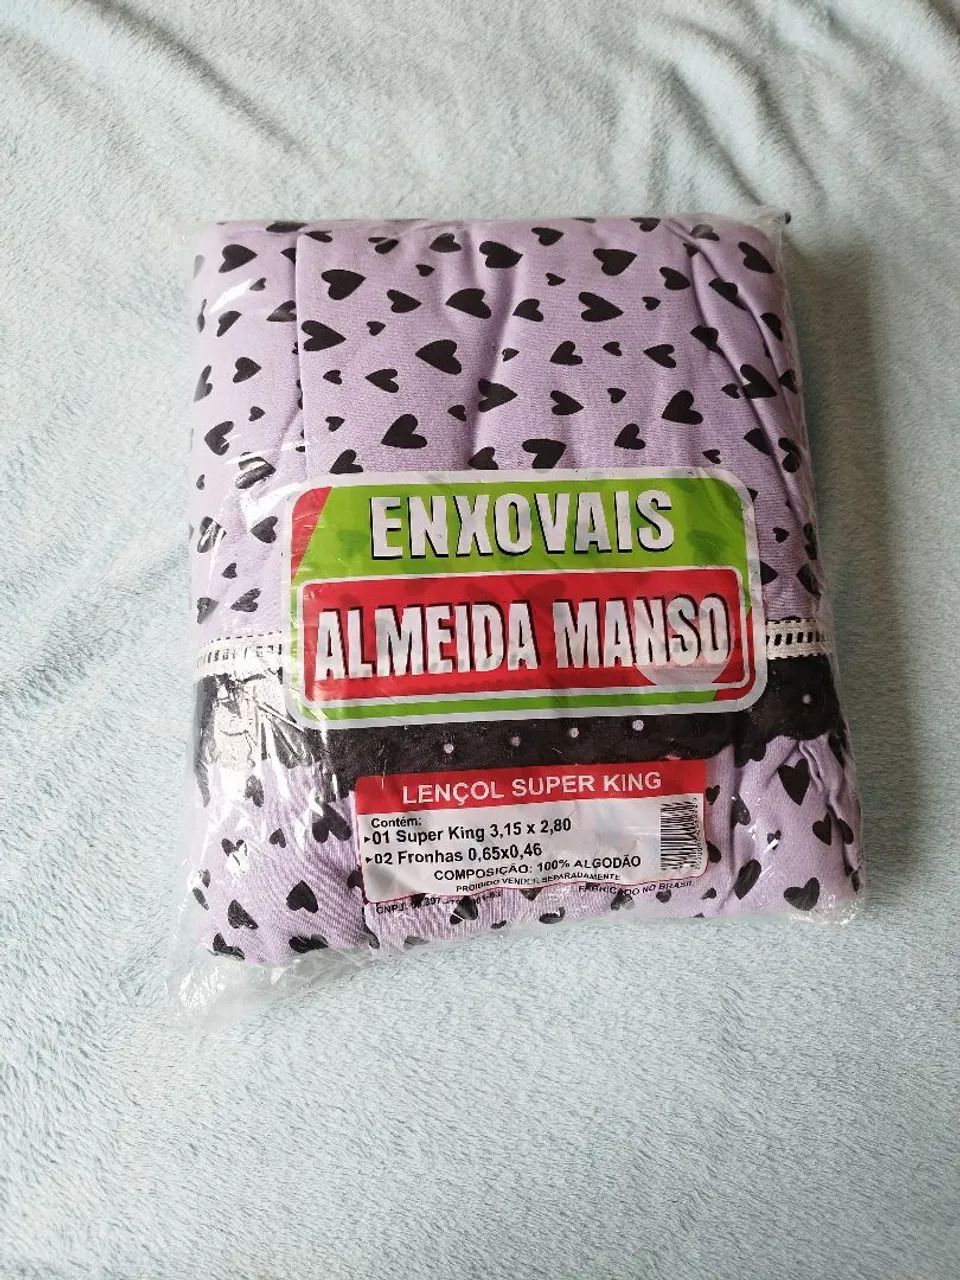 ENXOVAIS
ALMEIDA MANSO
LENÇOL SUPER KING
Contém:
▸01 Super King 3,15 x 2,80
▸02 Fronhas 0,65x0,46
COMPOSIÇÃO: 100% ALGODÃO
PROIBIDO VENDER SEPARADAMENTE
FABRICADO NO BRASIL
CNPJ